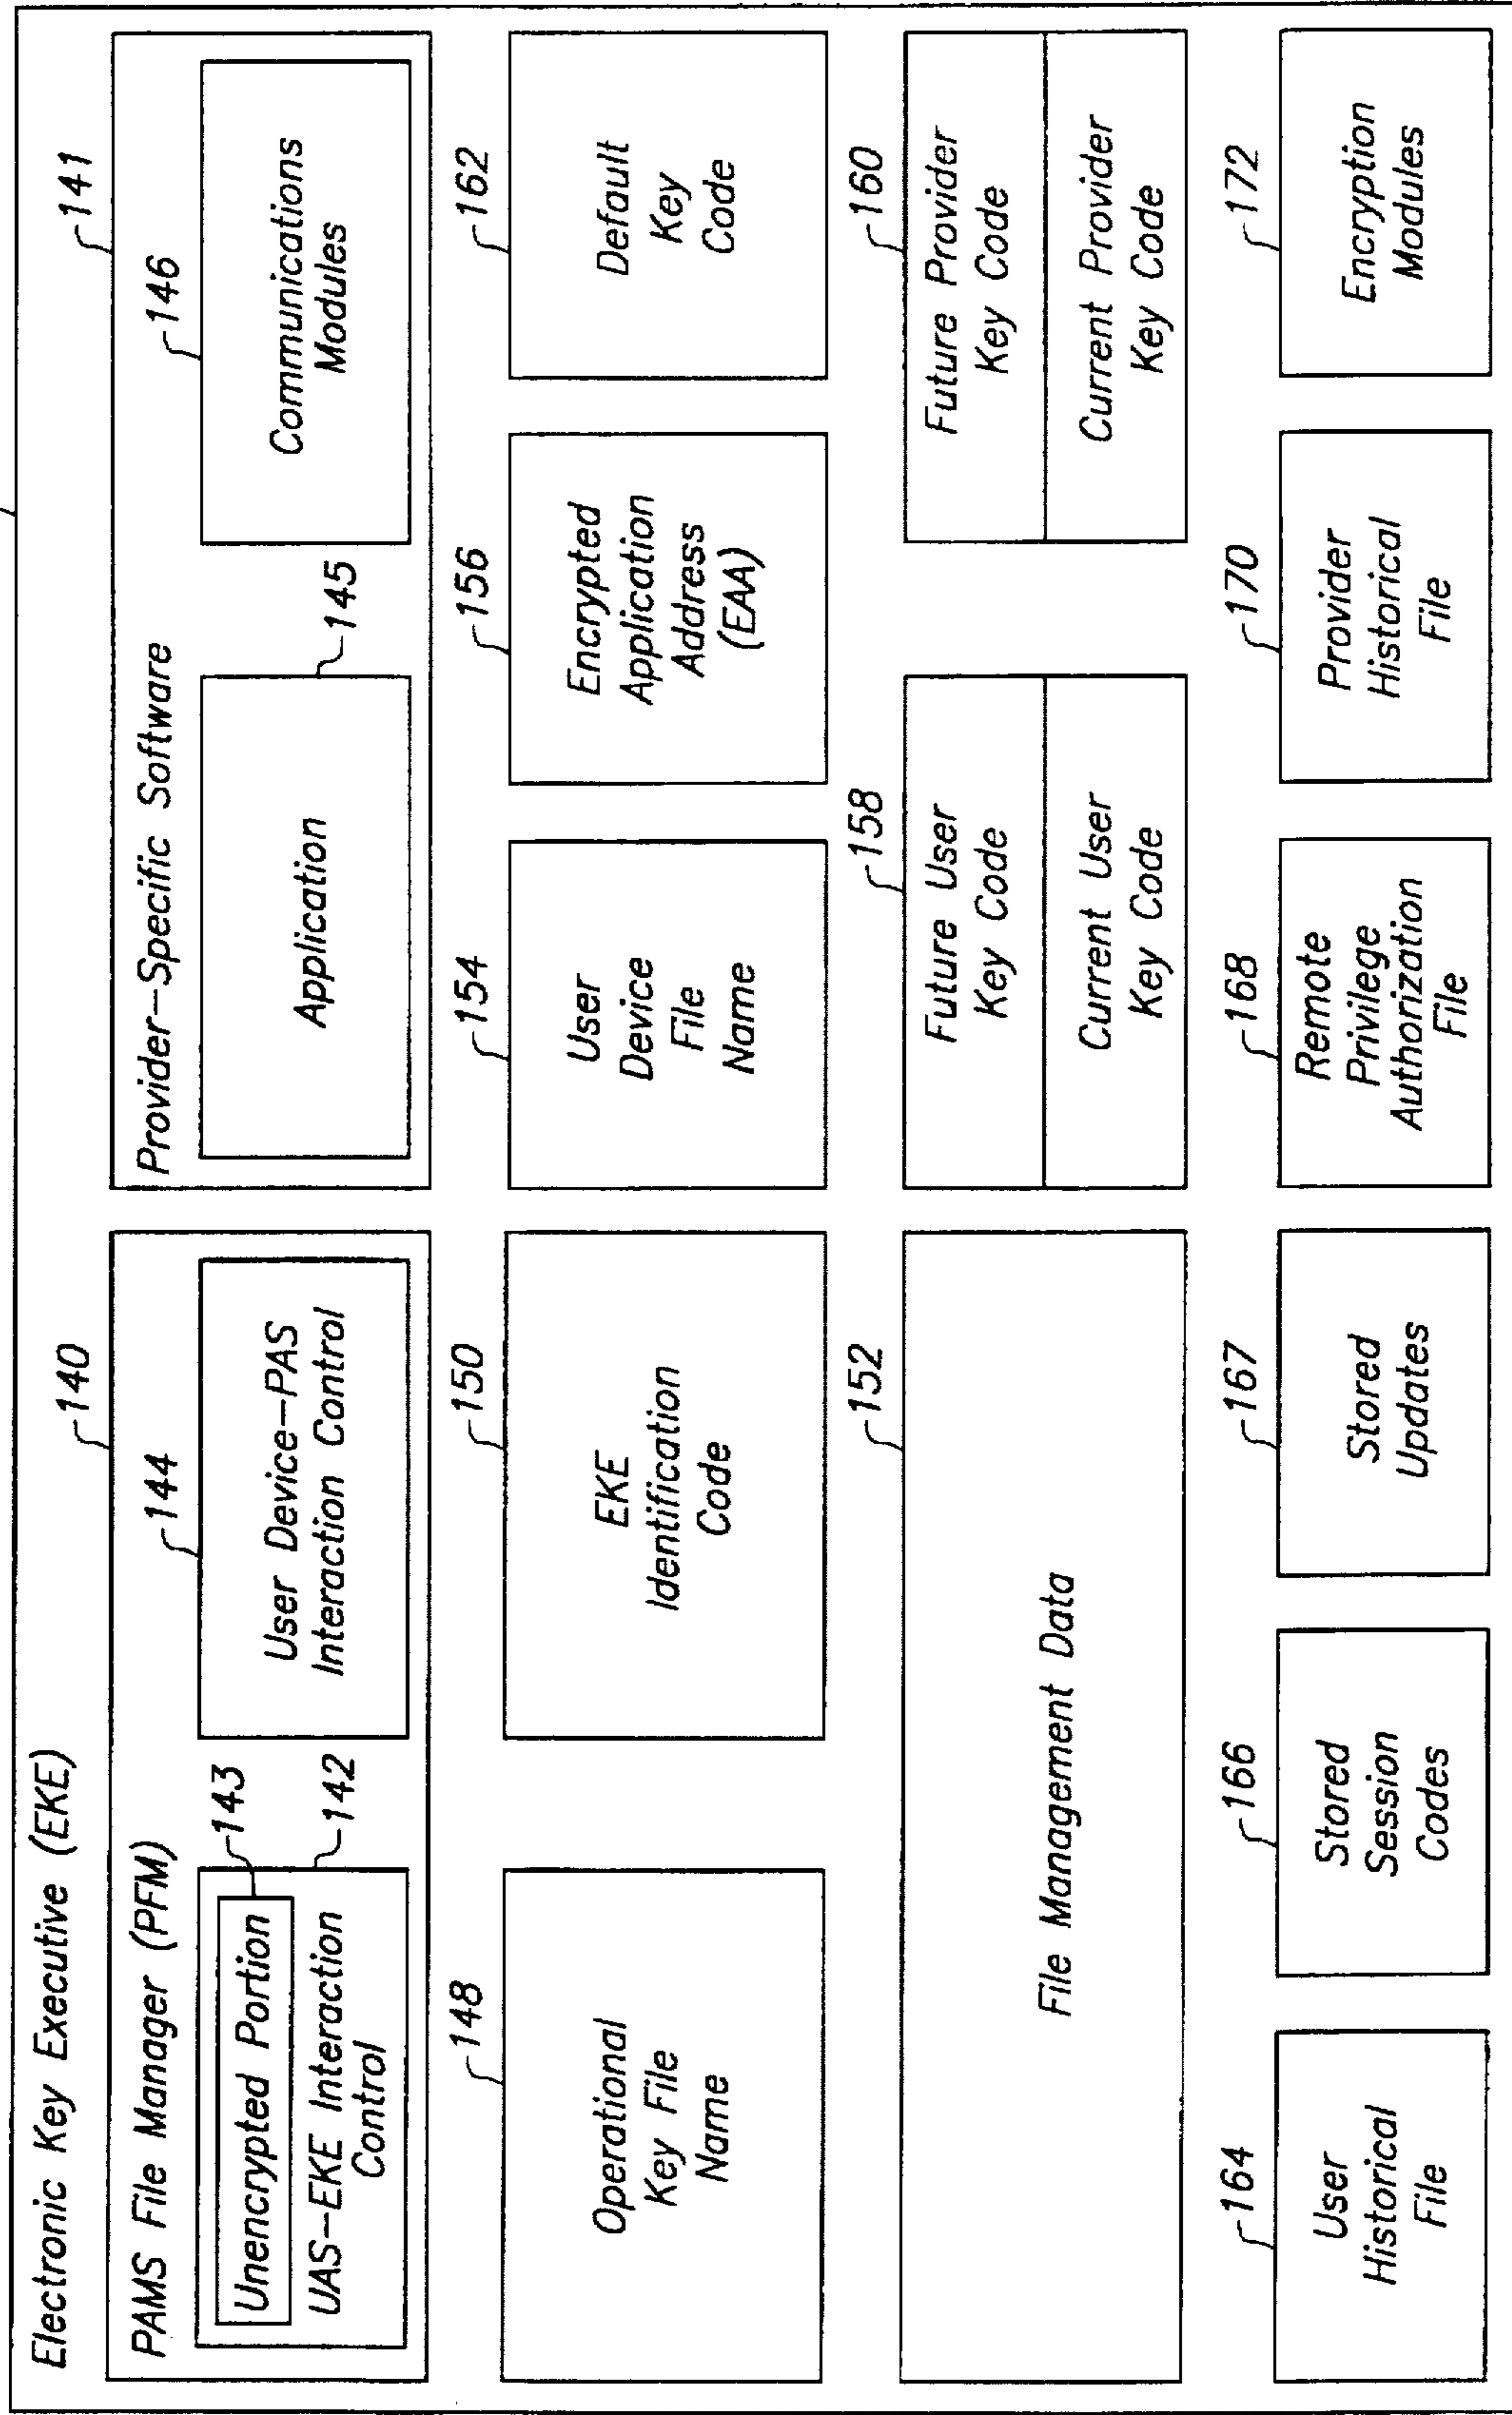 Electronic Key Executive (EKE)
140
141
PAMS File Manager (PFM)
144
143
Unencrypted Portion
142
UAS-EKE Interaction
Control
User Device-PAS
Interaction Control
Provider-Specific Software
146
145
Application
Communications
Modules
148
Operational
Key File
Name
150
EKE
Identification
Code
154
User
Device
File
Name
156
Encrypted
Application
Address
(EAA)
162
Default
Key
Code
152
File Management Data
158
Future User
Key Code
Current User
Key Code
160
Future Provider
Key Code
Current Provider
Key Code
164
User
Historical
File
166
Stored
Session
Codes
167
Stored
Updates
168
Remote
Privilege
Authorization
File
170
Provider
Historical
File
172
Encryption
Modules